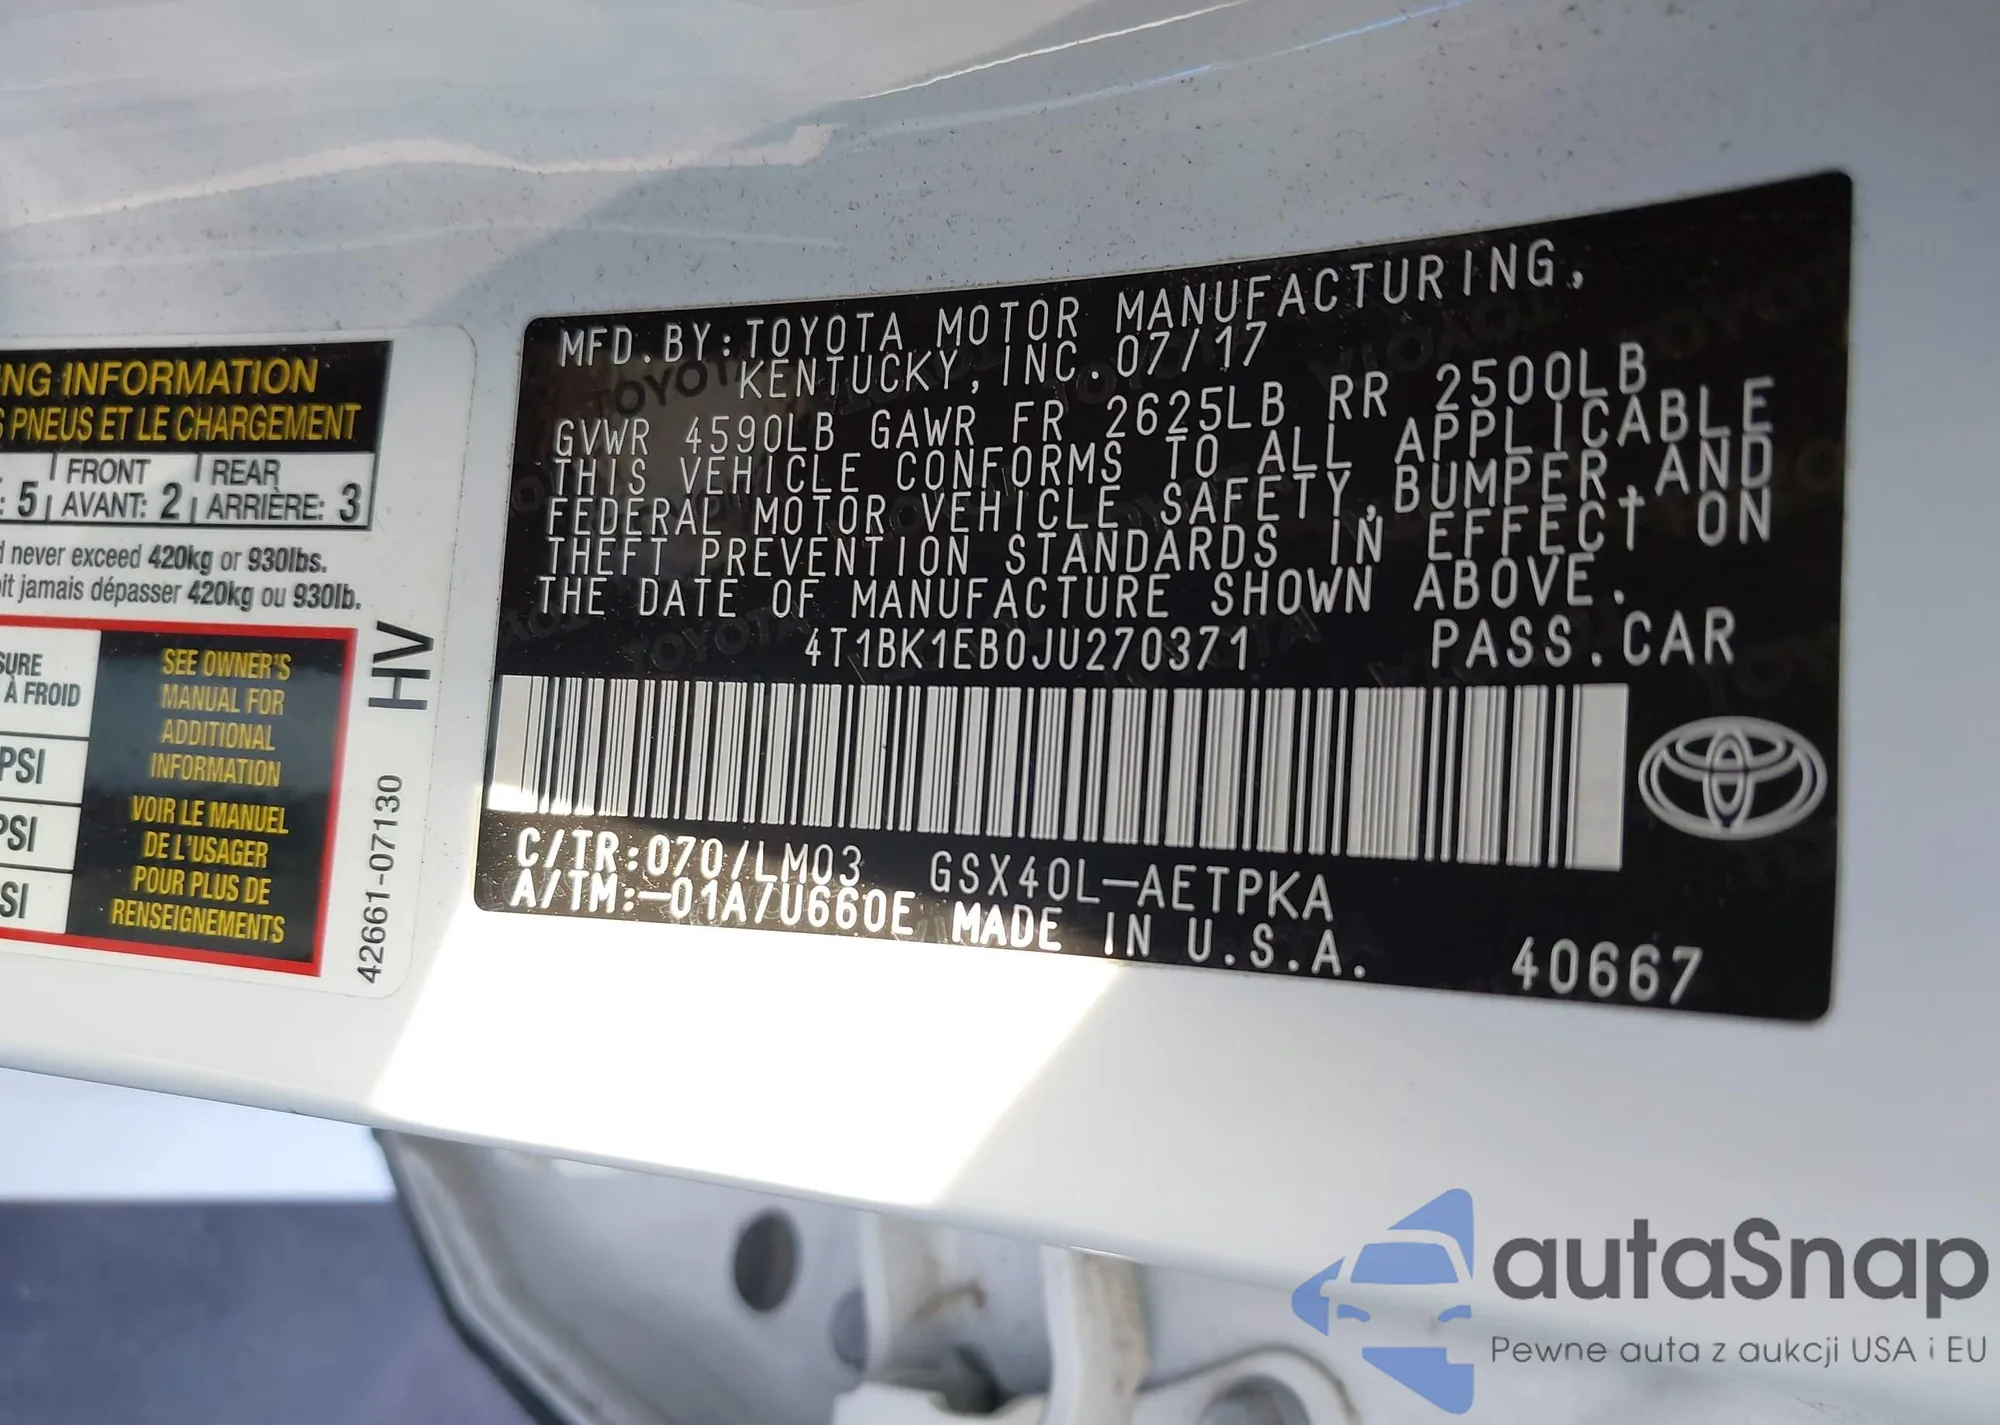 NG INFORMATION
PNEUS ET LE CHARGEMENT
FRONT REAR
: 5 AVANT: 2 ARRIÈRE: 3
never exceed 420kg or 930lbs.
it jamais dépasser 420kg ou 930lb.
SURE
À FROID
PSI
PSI
SI
SEE OWNER'S
MANUAL FOR
ADDITIONAL
INFORMATION
VOIR LE MANUEL
DE L'USAGER
POUR PLUS DE
RENSEIGNEMENTS
HV
42661-07130
MFD.BY:TOYOTA MOTOR MANUFACTURING,
KENTUCKY,INC.07/17
GVWR 4590LB GAWR FR 2625LB RR 2500LB
THIS VEHICLE CONFORMS TO ALL APPLICABLE
FEDERAL MOTOR VEHICLE SAFETY,BUMPER,AND
THEFT PREVENTION STANDARDS IN EFFECT ON
THE DATE OF MANUFACTURE SHOWN ABOVE.
4T1BK1EB0JU270371 PASS.CAR
C/TR:070/LM03 GSX40L-AETPKA
A/TM:-01A/U660E MADE IN U.S.A. 40667
autaSnap
Pewne auta z aukcji USA i EU